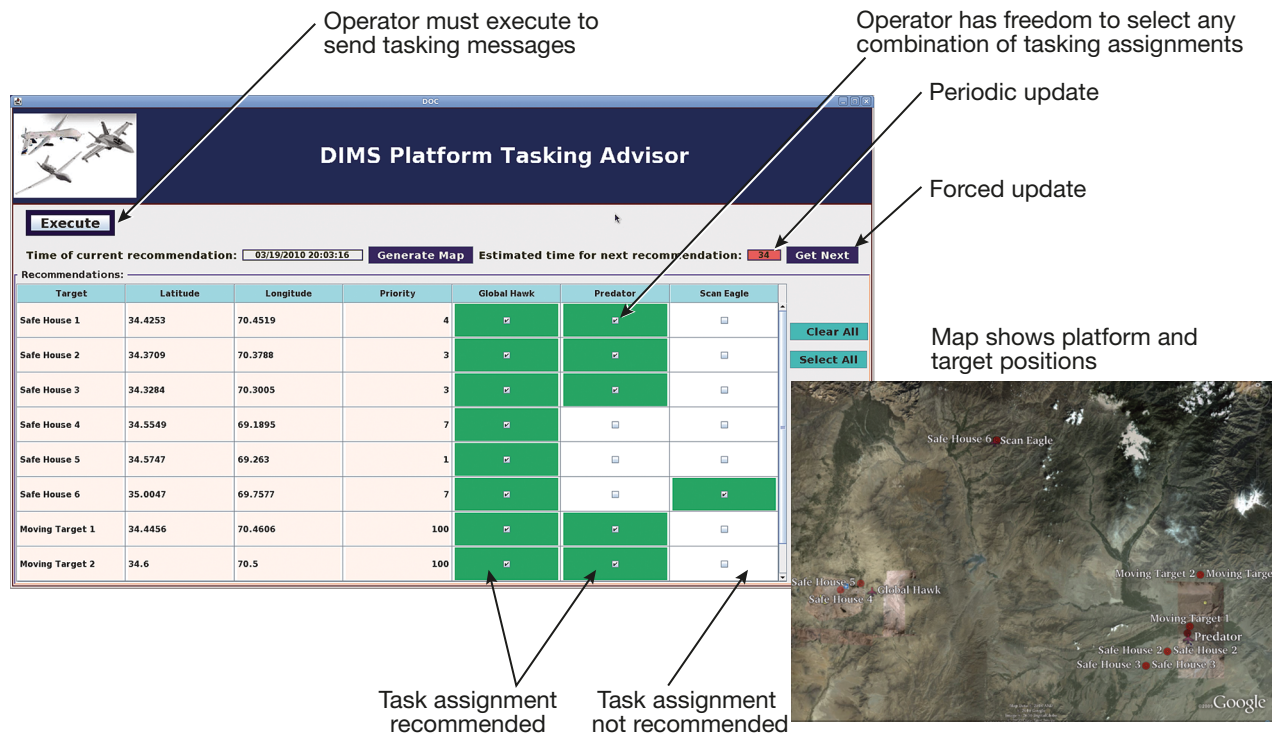 Operator must execute to
send tasking messages
Operator has freedom to select any
combination of tasking assignments
Periodic update
Forced update
DOC
DIMS Platform Tasking Advisor
Execute
Time of current recommendation: 03/19/2010 20:03:16 Generate Map Estimated time for next recommendation: 34 Get Next
Recommendations:
Target Latitude Longitude Priority Global Hawk Predator Scan Eagle
Safe House 1 34.4253 70.4519 4
Safe House 2 34.3709 70.3788 3
Safe House 3 34.3284 70.3005 3
Safe House 4 34.5549 69.1895 7
Safe House 5 34.5747 69.263 1
Safe House 6 35.0047 69.7577 7
Moving Target 1 34.4456 70.4606 100
Moving Target 2 34.6 70.5 100
Clear All
Select All
Map shows platform and
target positions
Safe House 6 Scan Eagle
Moving Target 2 Moving Targe
Safe House 5
Safe House 4 Global Hawk
Moving Target 1
Predator
Safe House 2 Safe House 2
Safe House 3 Safe House 3
Google
Task assignment
recommended
Task assignment
not recommended